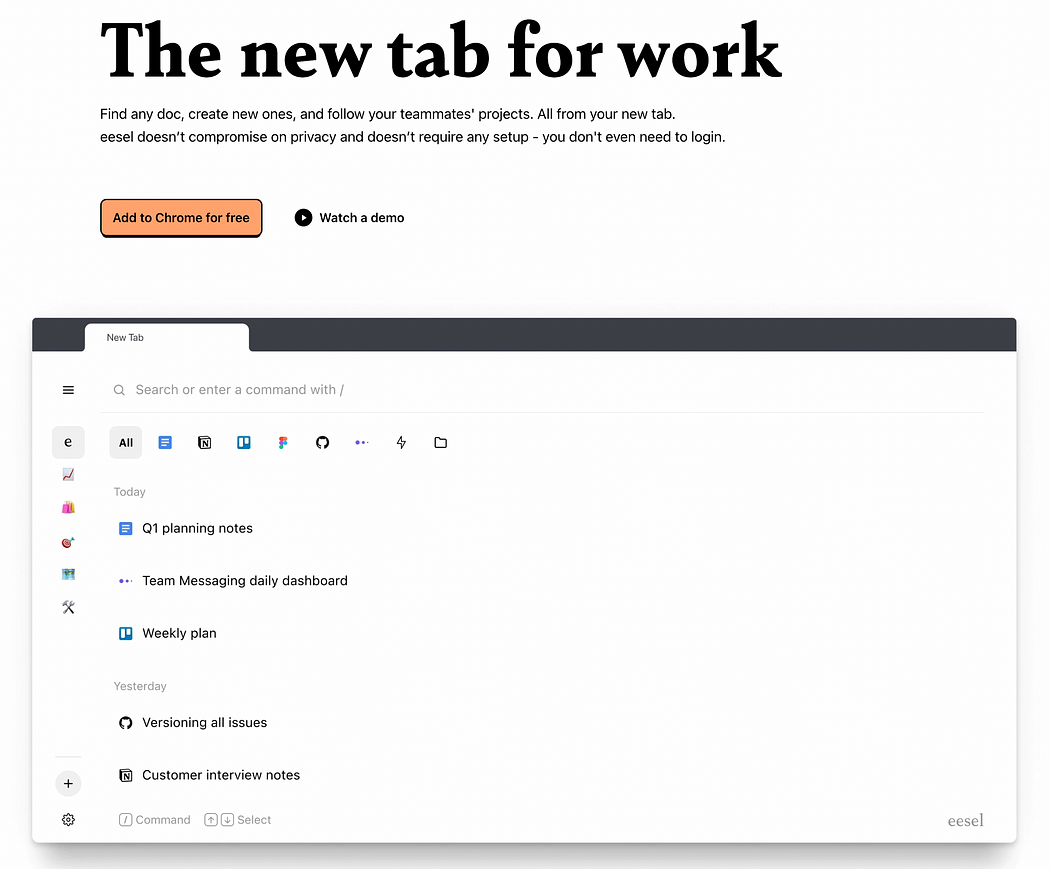 The new tab for work
Find any doc, create new ones, and follow your teammates' projects. All from your new tab.
eesel doesn’t compromise on privacy and doesn’t require any setup - you don't even need to login.
Add to Chrome for free
Watch a demo
New Tab
Search or enter a command with /
e
All
Today
Q1 planning notes
Team Messaging daily dashboard
Weekly plan
Yesterday
Versioning all issues
Customer interview notes
/ Command ↑ ↓ Select
eesel